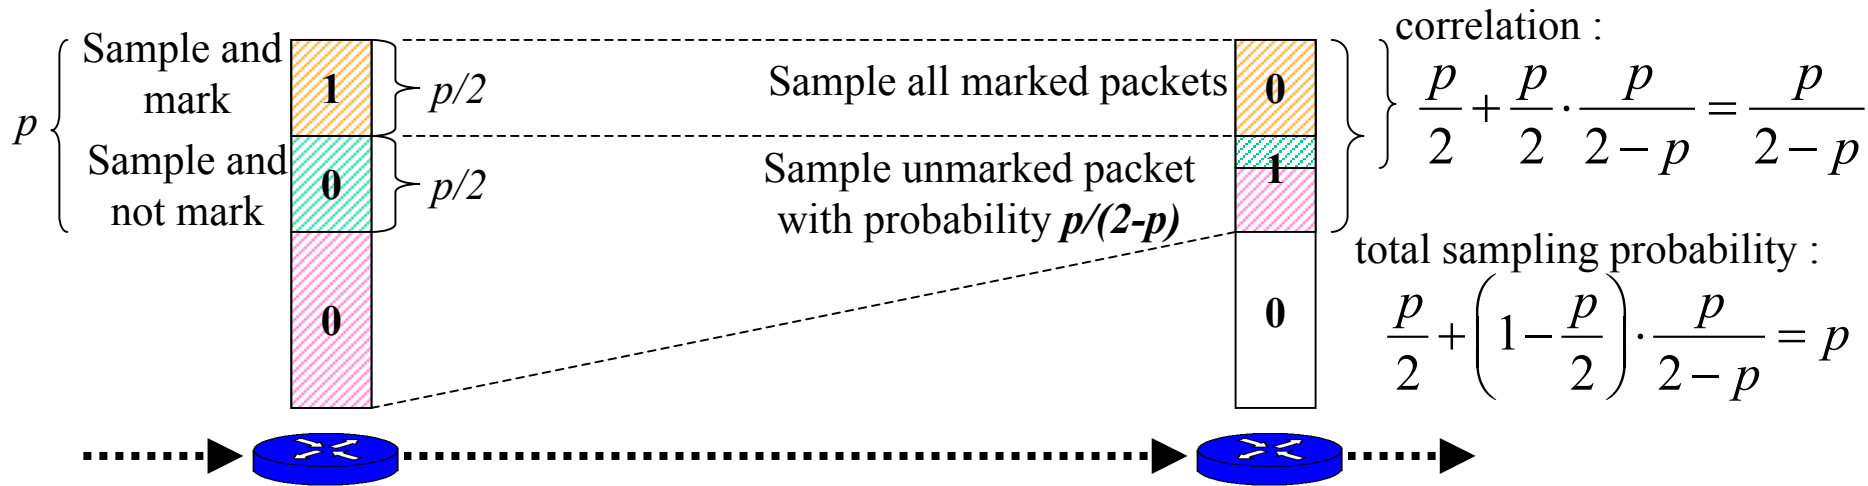 p
Sample and
mark
Sample and
not mark
1
0
0
p/2
p/2
Sample all marked packets
Sample unmarked packet
with probability p/(2-p)
0
1
0
correlation :
p/2 + p/2 · p/(2 − p) = p/(2 − p)
total sampling probability :
p/2 + (1 − p/2) · p/(2 − p) = p